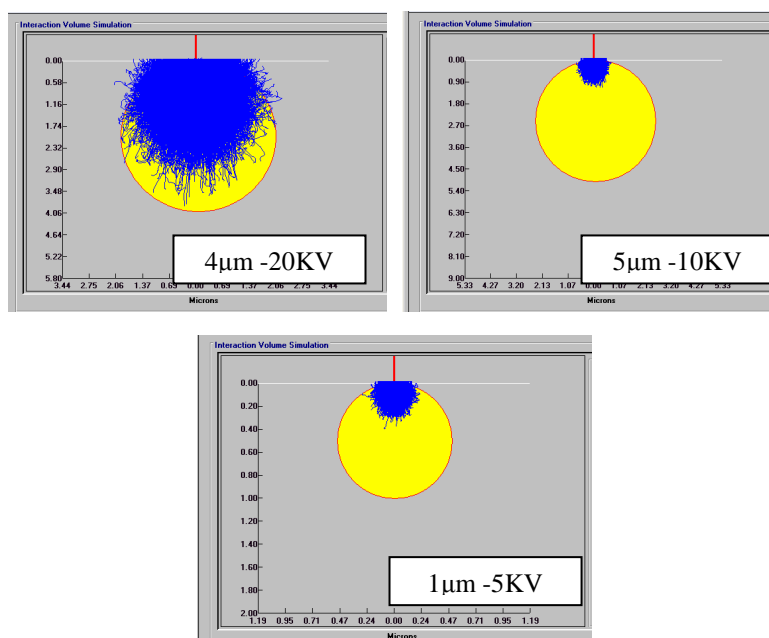 Interaction Volume Simulation
0.00
0.58
1.16
1.74
2.32
2.90
3.48
4.06
4.64
5.22
5.80
3.44 2.75 2.06 1.37 0.69 0.00 0.69 1.37 2.06 2.75 3.44
Microns
4µm -20KV
Interaction Volume Simulation
0.00
0.90
1.80
2.70
3.60
4.50
5.40
6.30
7.20
8.10
9.00
5.33 4.27 3.20 2.13 1.07 0.00 1.07 2.13 3.20 4.27 5.33
Microns
5µm -10KV
Interaction Volume Simulation
0.00
0.20
0.40
0.60
0.80
1.00
1.20
1.40
1.60
1.80
2.00
1.19 0.95 0.71 0.47 0.24 0.00 0.24 0.47 0.71 0.95 1.19
Microns
1µm -5KV